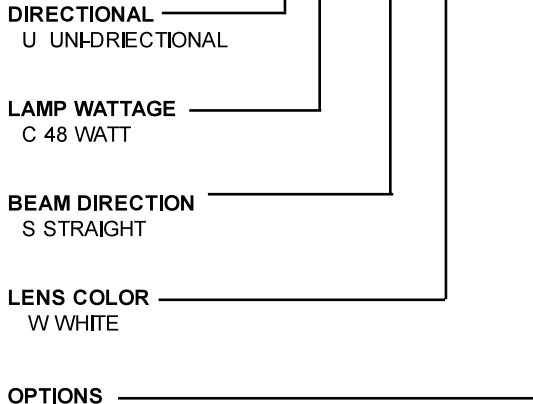 DIRECTIONAL
U UNI-DRIECTIONAL
LAMP WATTAGE
C 48 WATT
BEAM DIRECTION
S STRAIGHT
LENS COLOR
W WHITE
OPTIONS